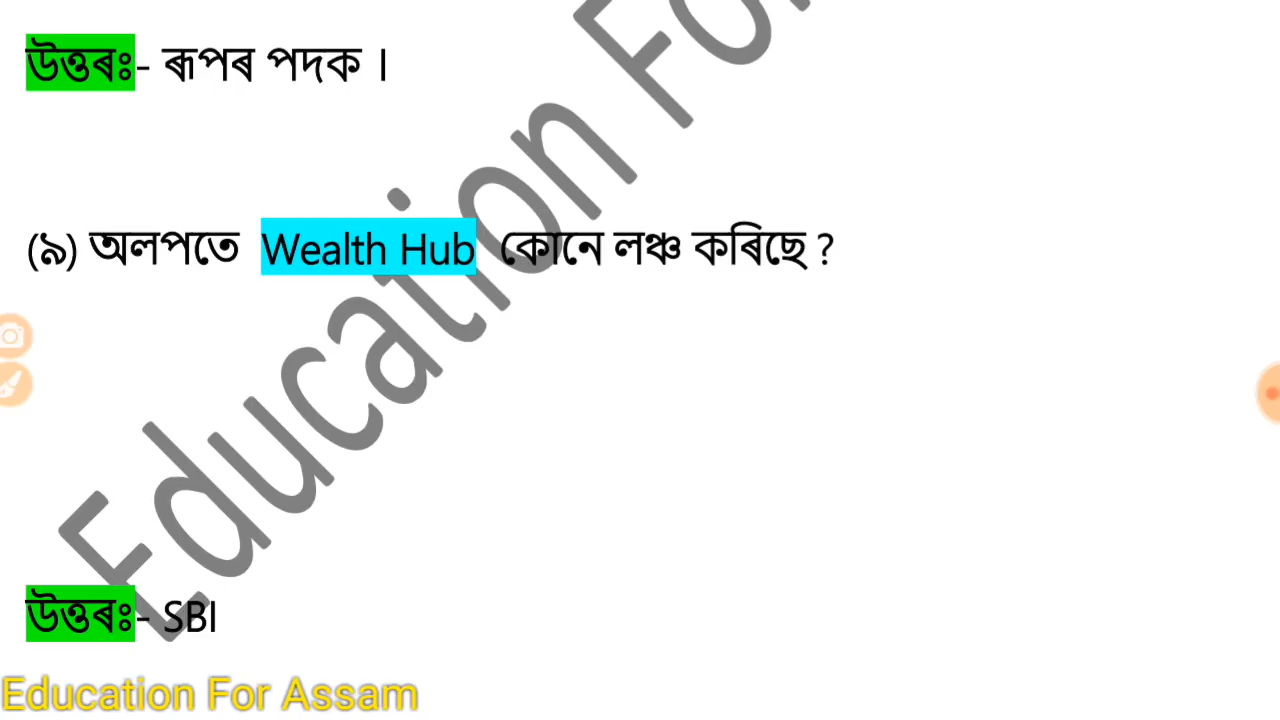 উত্তৰঃ- ৰূপৰ পদক ।
(৯) অলপতে Wealth Hub কোনে লঞ্চ কৰিছে ?
উত্তৰঃ- SBI
Education For Assam
Education For